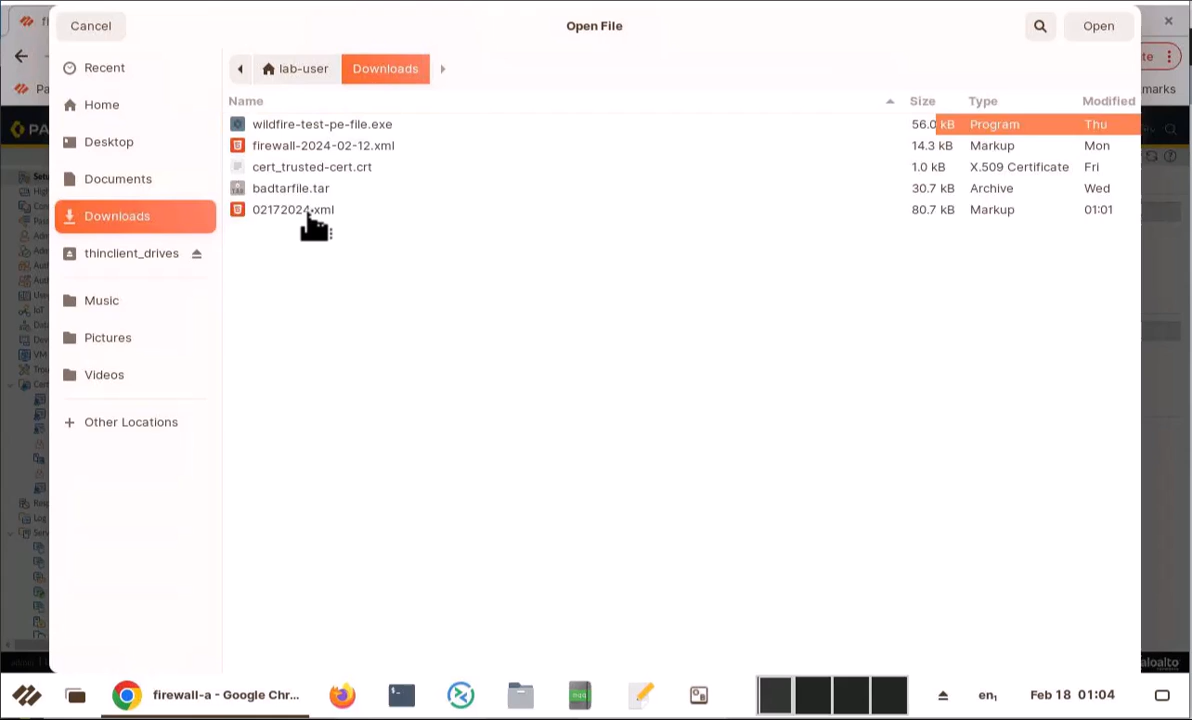 Cancel
Open File
Open
Recent
Home
Desktop
Documents
Downloads
thinclient_drives
Music
Pictures
Videos
Other Locations
lab-user
Downloads
Name Size Type Modified
wildfire-test-pe-file.exe 56.0 kB Program Thu
firewall-2024-02-12.xml 14.3 kB Markup Mon
cert_trusted-cert.crt 1.0 kB X.509 Certificate Fri
badtarfile.tar 30.7 kB Archive Wed
02172024.xml 80.7 kB Markup 01:01
firewall-a - Google Chr...
en₁
Feb 18 01:04